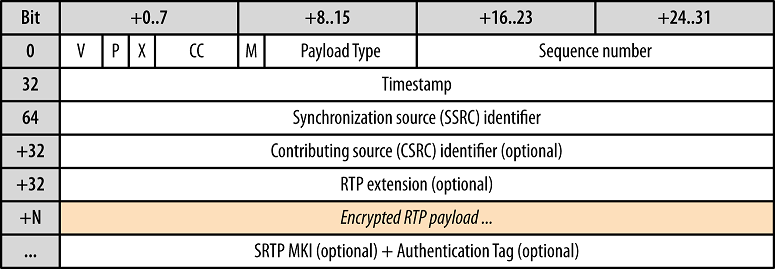 Bit +0..7 +8..15 +16..23 +24..31
0 V P X CC M Payload Type Sequence number
32 Timestamp
64 Synchronization source (SSRC) identifier
+32 Contributing source (CSRC) identifier (optional)
+32 RTP extension (optional)
+N Encrypted RTP payload ...
... SRTP MKI (optional) + Authentication Tag (optional)